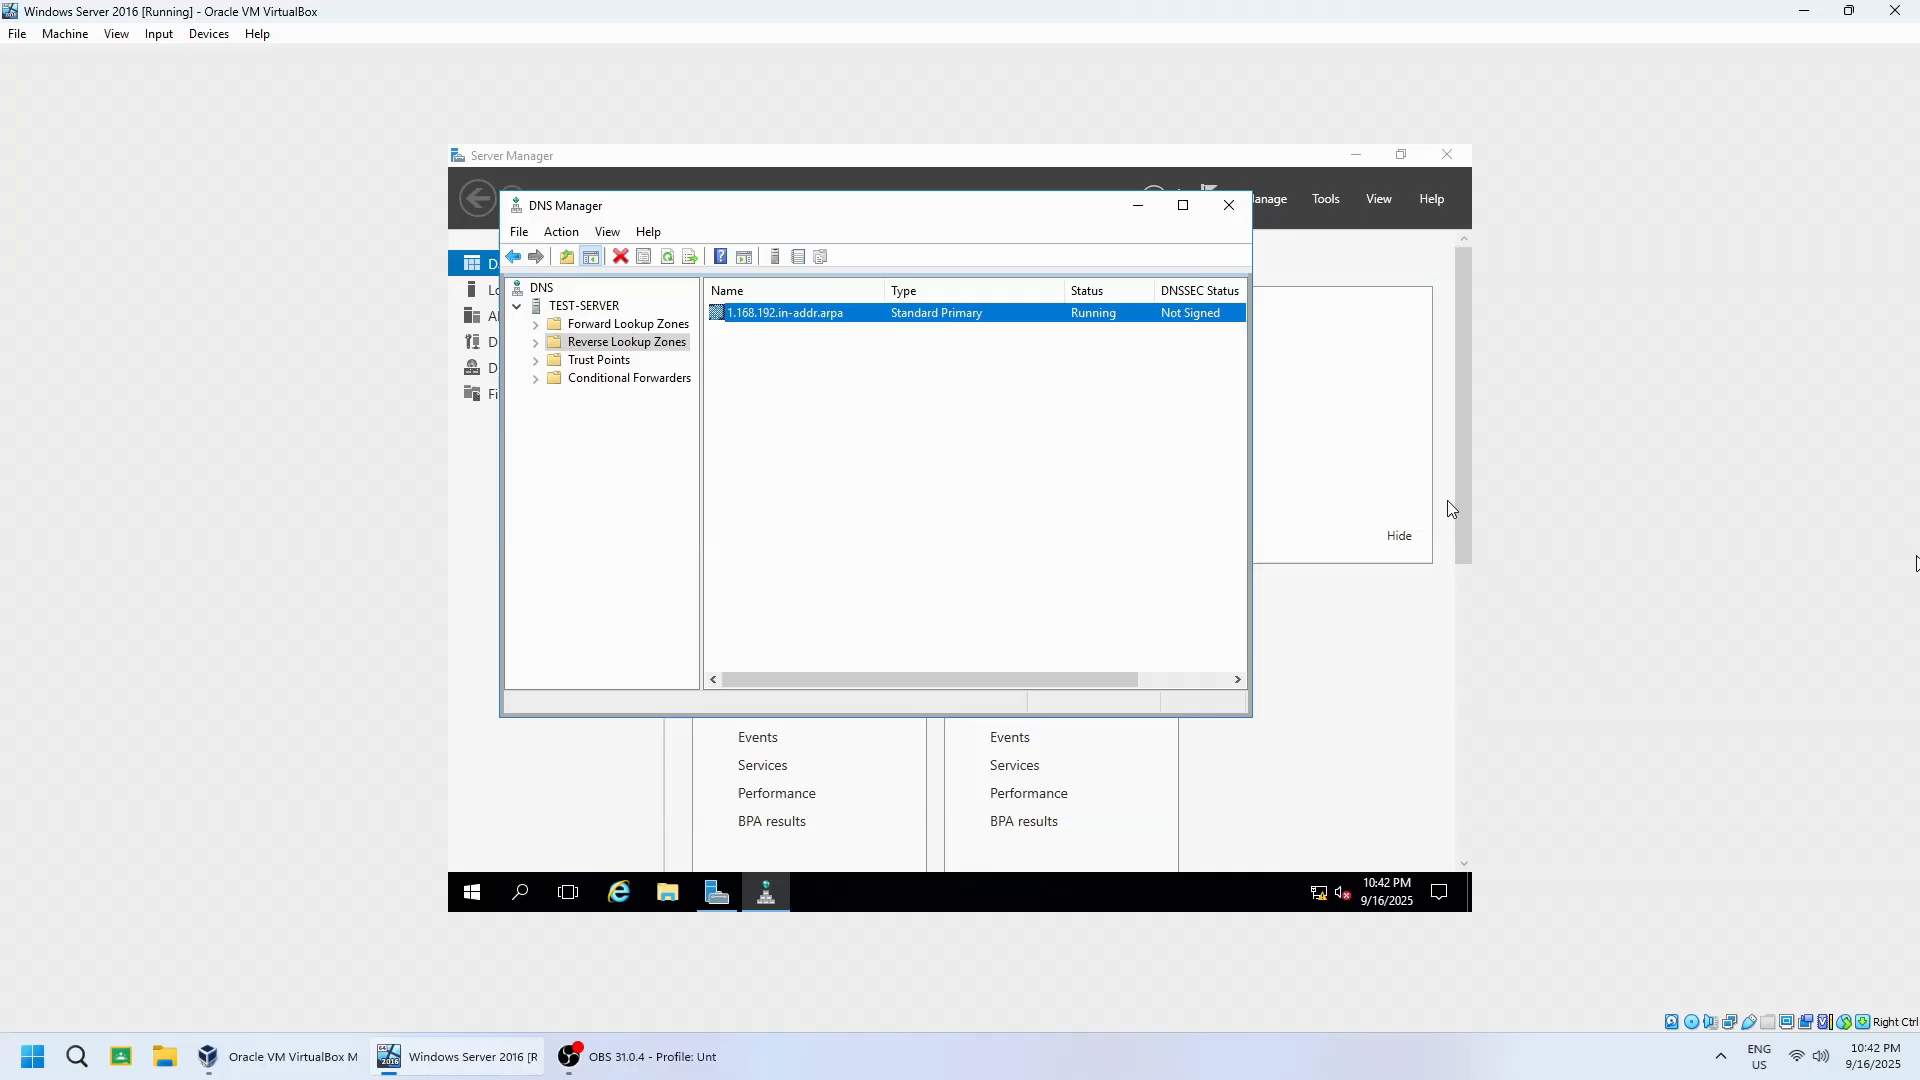 Windows Server 2016 [Running] - Oracle VM VirtualBox
File Machine View Input Devices Help
Server Manager
Manage Tools View Help
DNS Manager
File Action View Help
DNS
TEST-SERVER
Forward Lookup Zones
Reverse Lookup Zones
Trust Points
Conditional Forwarders
Name Type Status DNSSEC Status
1.168.192.in-addr.arpa Standard Primary Running Not Signed
Hide
Events
Services
Performance
BPA results
Events
Services
Performance
BPA results
10:42 PM
9/16/2025
Right Ctrl
Oracle VM VirtualBox M
Windows Server 2016 [R
OBS 31.0.4 - Profile: Unt
ENG
US
10:42 PM
9/16/2025